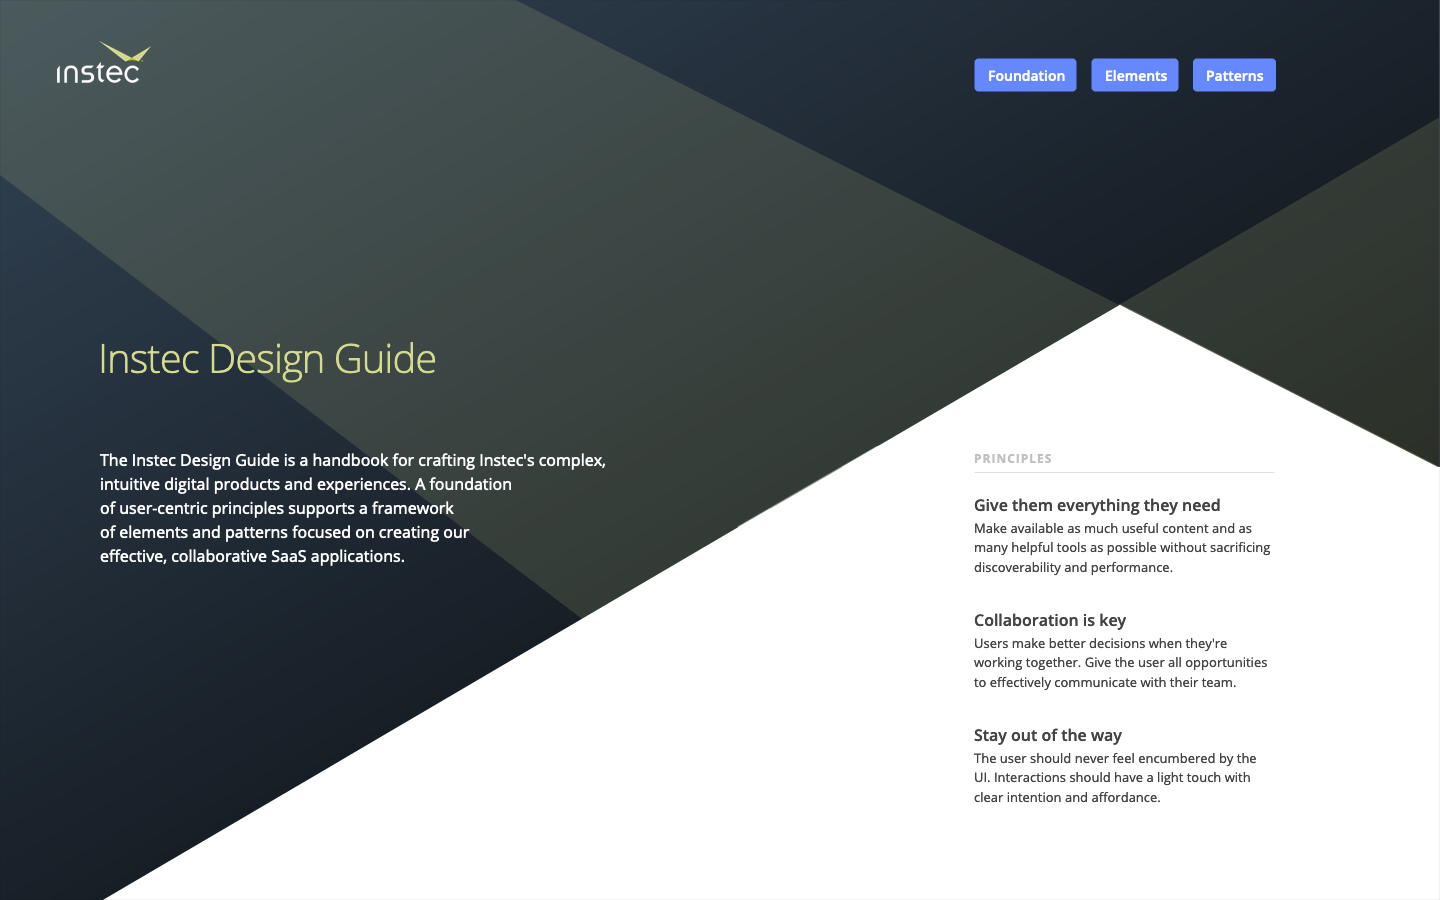 instec
Foundation
Elements
Patterns
Instec Design Guide
The Instec Design Guide is a handbook for crafting Instec's complex,
intuitive digital products and experiences. A foundation
of user-centric principles supports a framework
of elements and patterns focused on creating our
effective, collaborative SaaS applications.
PRINCIPLES
Give them everything they need
Make available as much useful content and as
many helpful tools as possible without sacrificing
discoverability and performance.
Collaboration is key
Users make better decisions when they're
working together. Give the user all opportunities
to effectively communicate with their team.
Stay out of the way
The user should never feel encumbered by the
UI. Interactions should have a light touch with
clear intention and affordance.